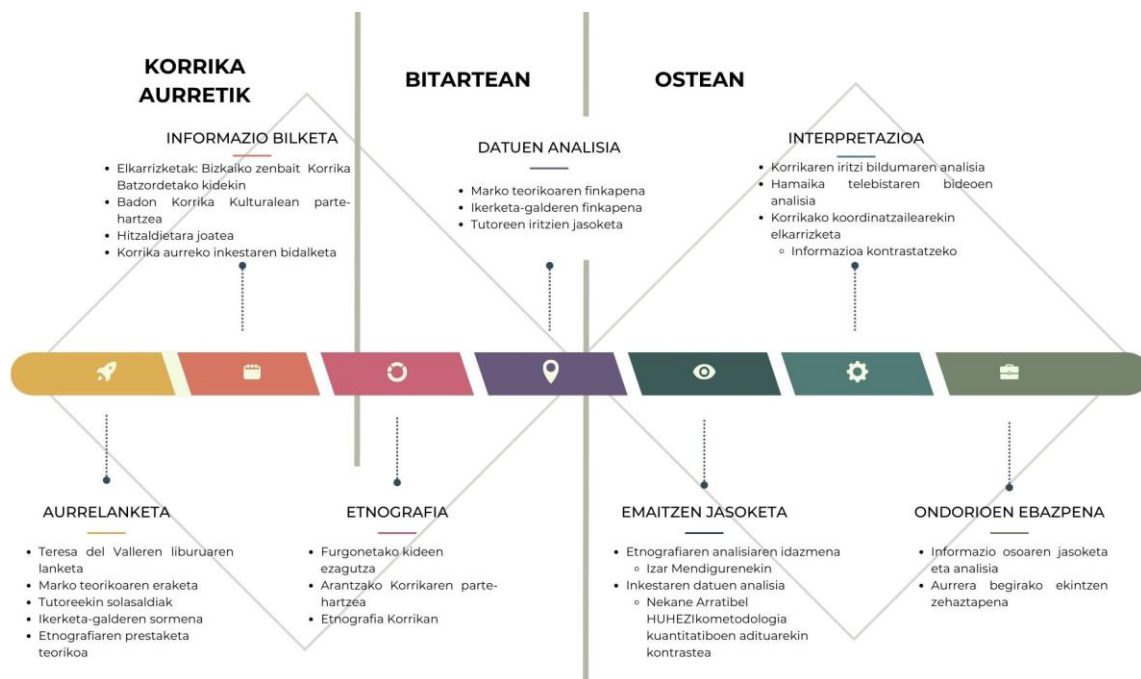 KORRIKA
AURRETIK
BITARTEAN
OSTEAN
INFORMAZIO BILKETA
• Elkarrizketak: Bizkaiko zenbait Korrika
Batzordetako kidekin
• Badon Korrika Kulturalean parte-
hartzea
• Hitzaldietara joatea
• Korrika aurreko inkestaren bidalketa
DATUEN ANALISIA
• Marko teorikoaren finkapena
• Ikerketa-galderen finkapena
• Tutoreen iritzien jasoketa
INTERPRETAZIOA
• Korrikaren iritzi bildumaren analisia
• Hamaika telebistaren bideoen
analisia
• Korrikako koordinatzailearekin
elkarrizketa
◦ Informazioa kontrastatzeko
AURRELANKETA
• Teresa del Valleren liburuaren
lanketa
• Marko teorikoaren eraketa
• Tutoreekin solasaldiak
• Ikerketa-galderen sormena
• Etnografiaren prestaketa
teorikoa
ETNOGRAFIA
• Furgonetako kideen
ezagutza
• Arantzako Korrikaren parte-
hartzea
• Etnografia Korrikan
EMAITZEN JASOKETA
• Etnografiaren analisiaren idazmena
◦ Izar Mendigurenekin
• Inkestaren datuen analisia
◦ Nekane Arratibel
HUHEZIkometodologia
kuantitatiboen adituarekin
kontrastea
ONDORIOEN EBAZPENA
• Informazio osoaren jasoketa
eta analisia
• Aurrera begirako ekintzen
zehaztapena